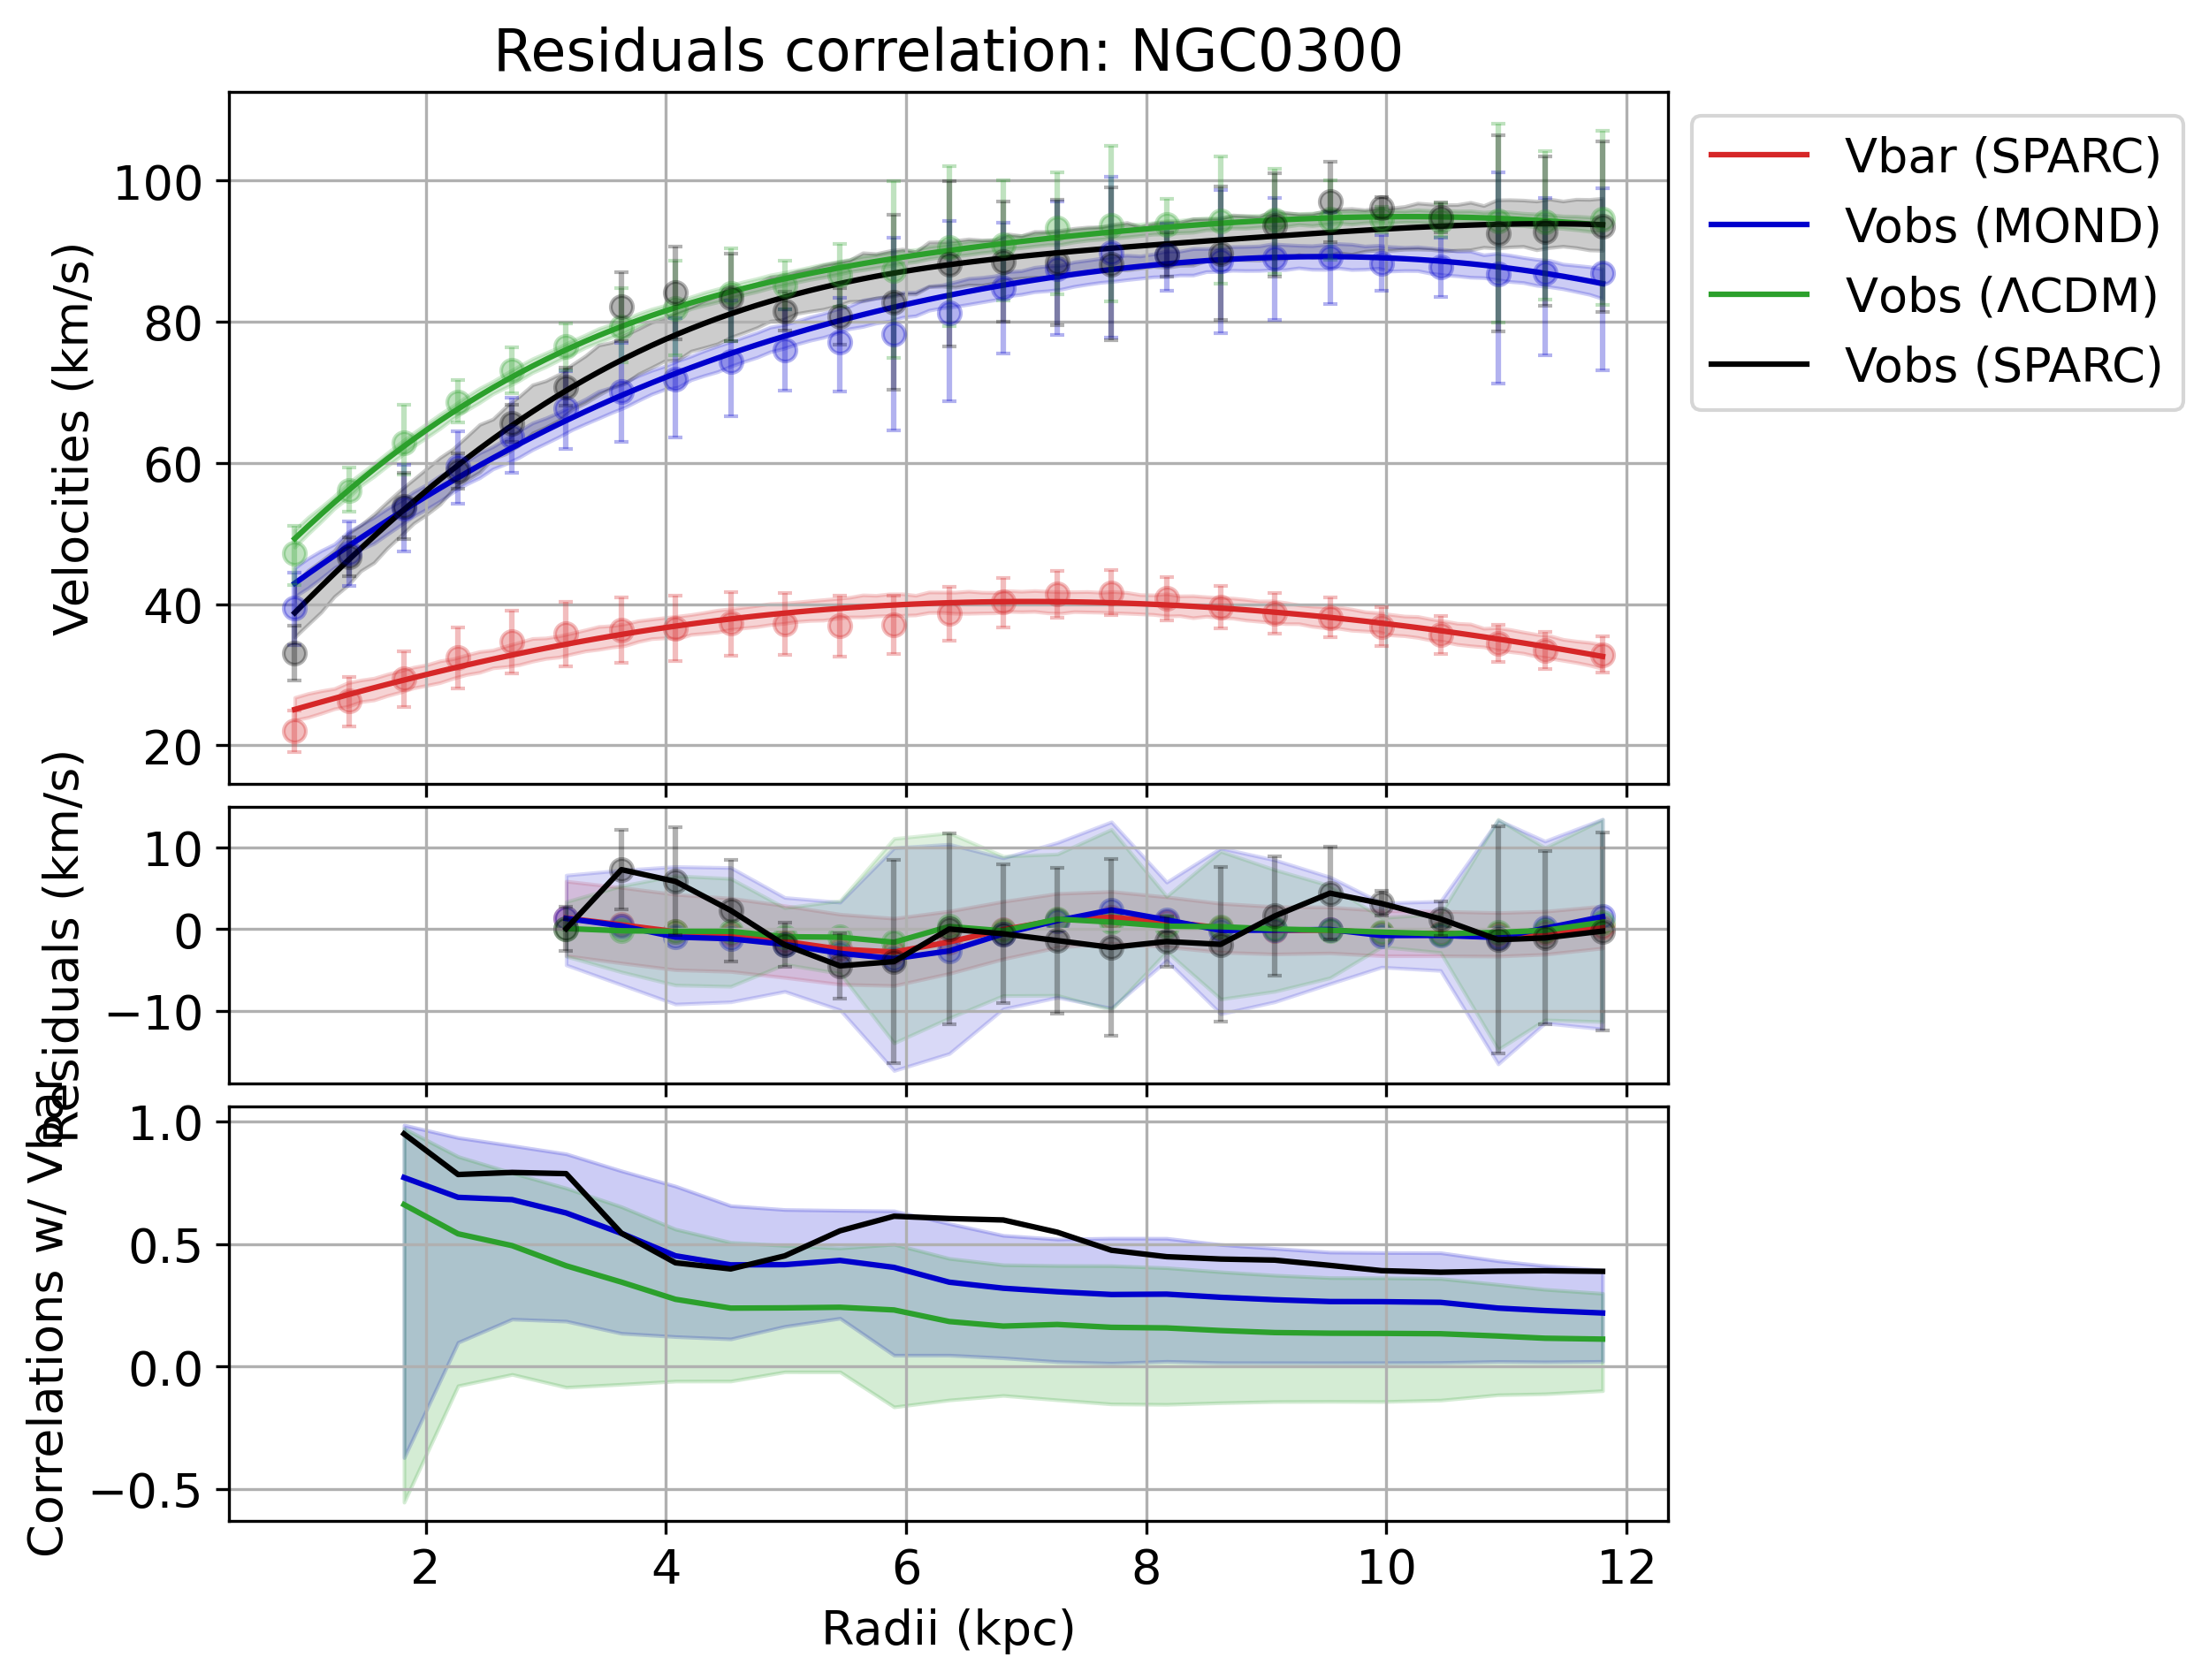 Residuals correlation: NGC0300
Velocities (km/s)
100
80
60
40
20
Vbar (SPARC)
Vobs (MOND)
Vobs (ΛCDM)
Vobs (SPARC)
Residuals (km/s)
10
0
−10
Correlations w/ Vbar
1.0
0.5
0.0
−0.5
2 4 6 8 10 12
Radii (kpc)